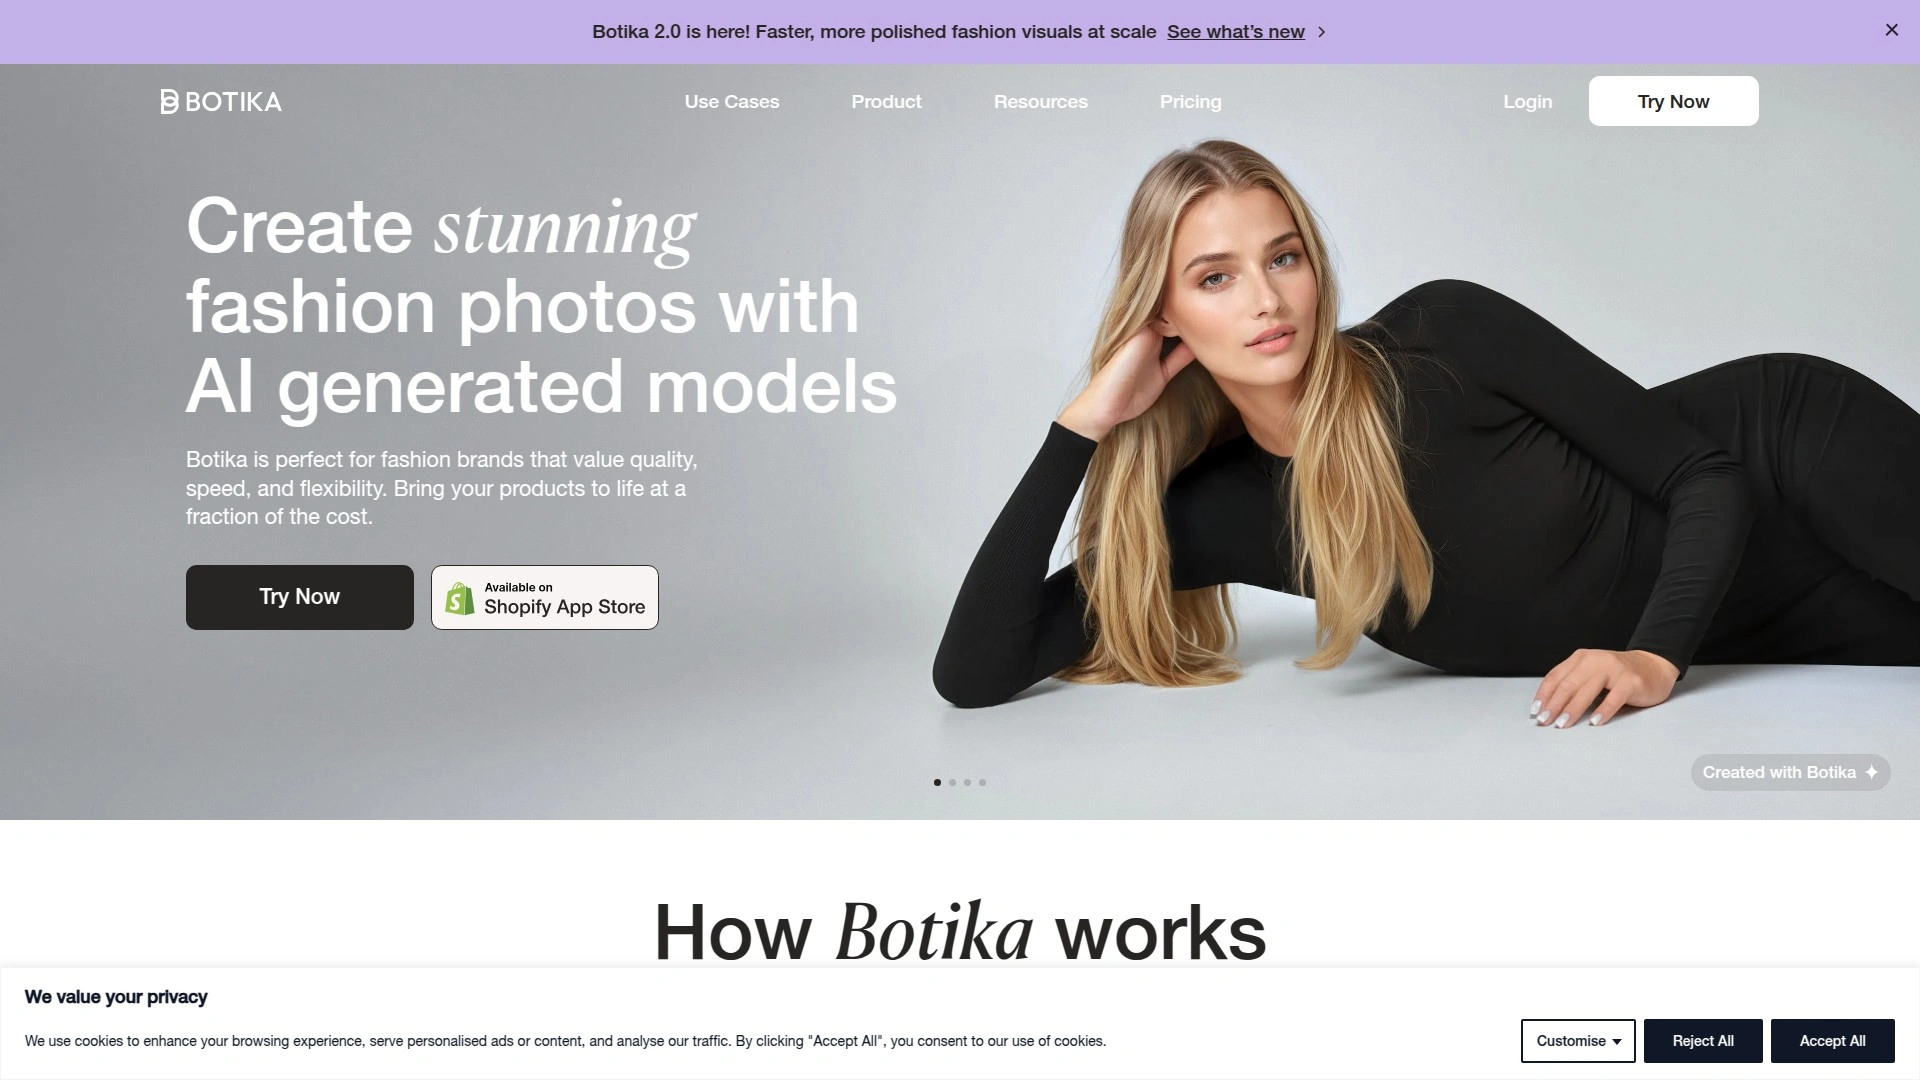 Botika 2.0 is here! Faster, more polished fashion visuals at scale See what's new
BOTIKA
Use Cases
Product
Resources
Pricing
Login
Try Now
Create stunning
fashion photos with
AI generated models
Botika is perfect for fashion brands that value quality,
speed, and flexibility. Bring your products to life at a
fraction of the cost.
Try Now
Available on
Shopify App Store
Created with Botika
How Botika works
We value your privacy
We use cookies to enhance your browsing experience, serve personalised ads or content, and analyse our traffic. By clicking "Accept All", you consent to our use of cookies.
Customise
Reject All
Accept All